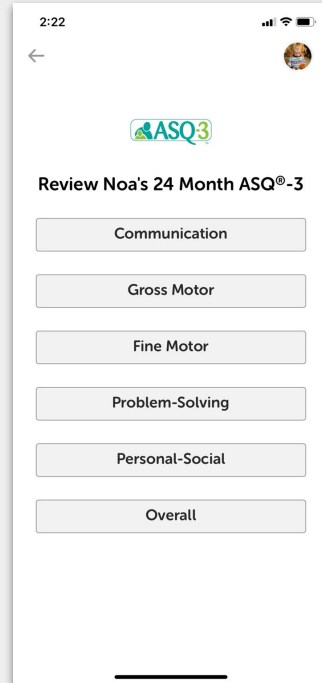 2:22
ASQ-3
Review Noa's 24 Month ASQ®-3
Communication
Gross Motor
Fine Motor
Problem-Solving
Personal-Social
Overall